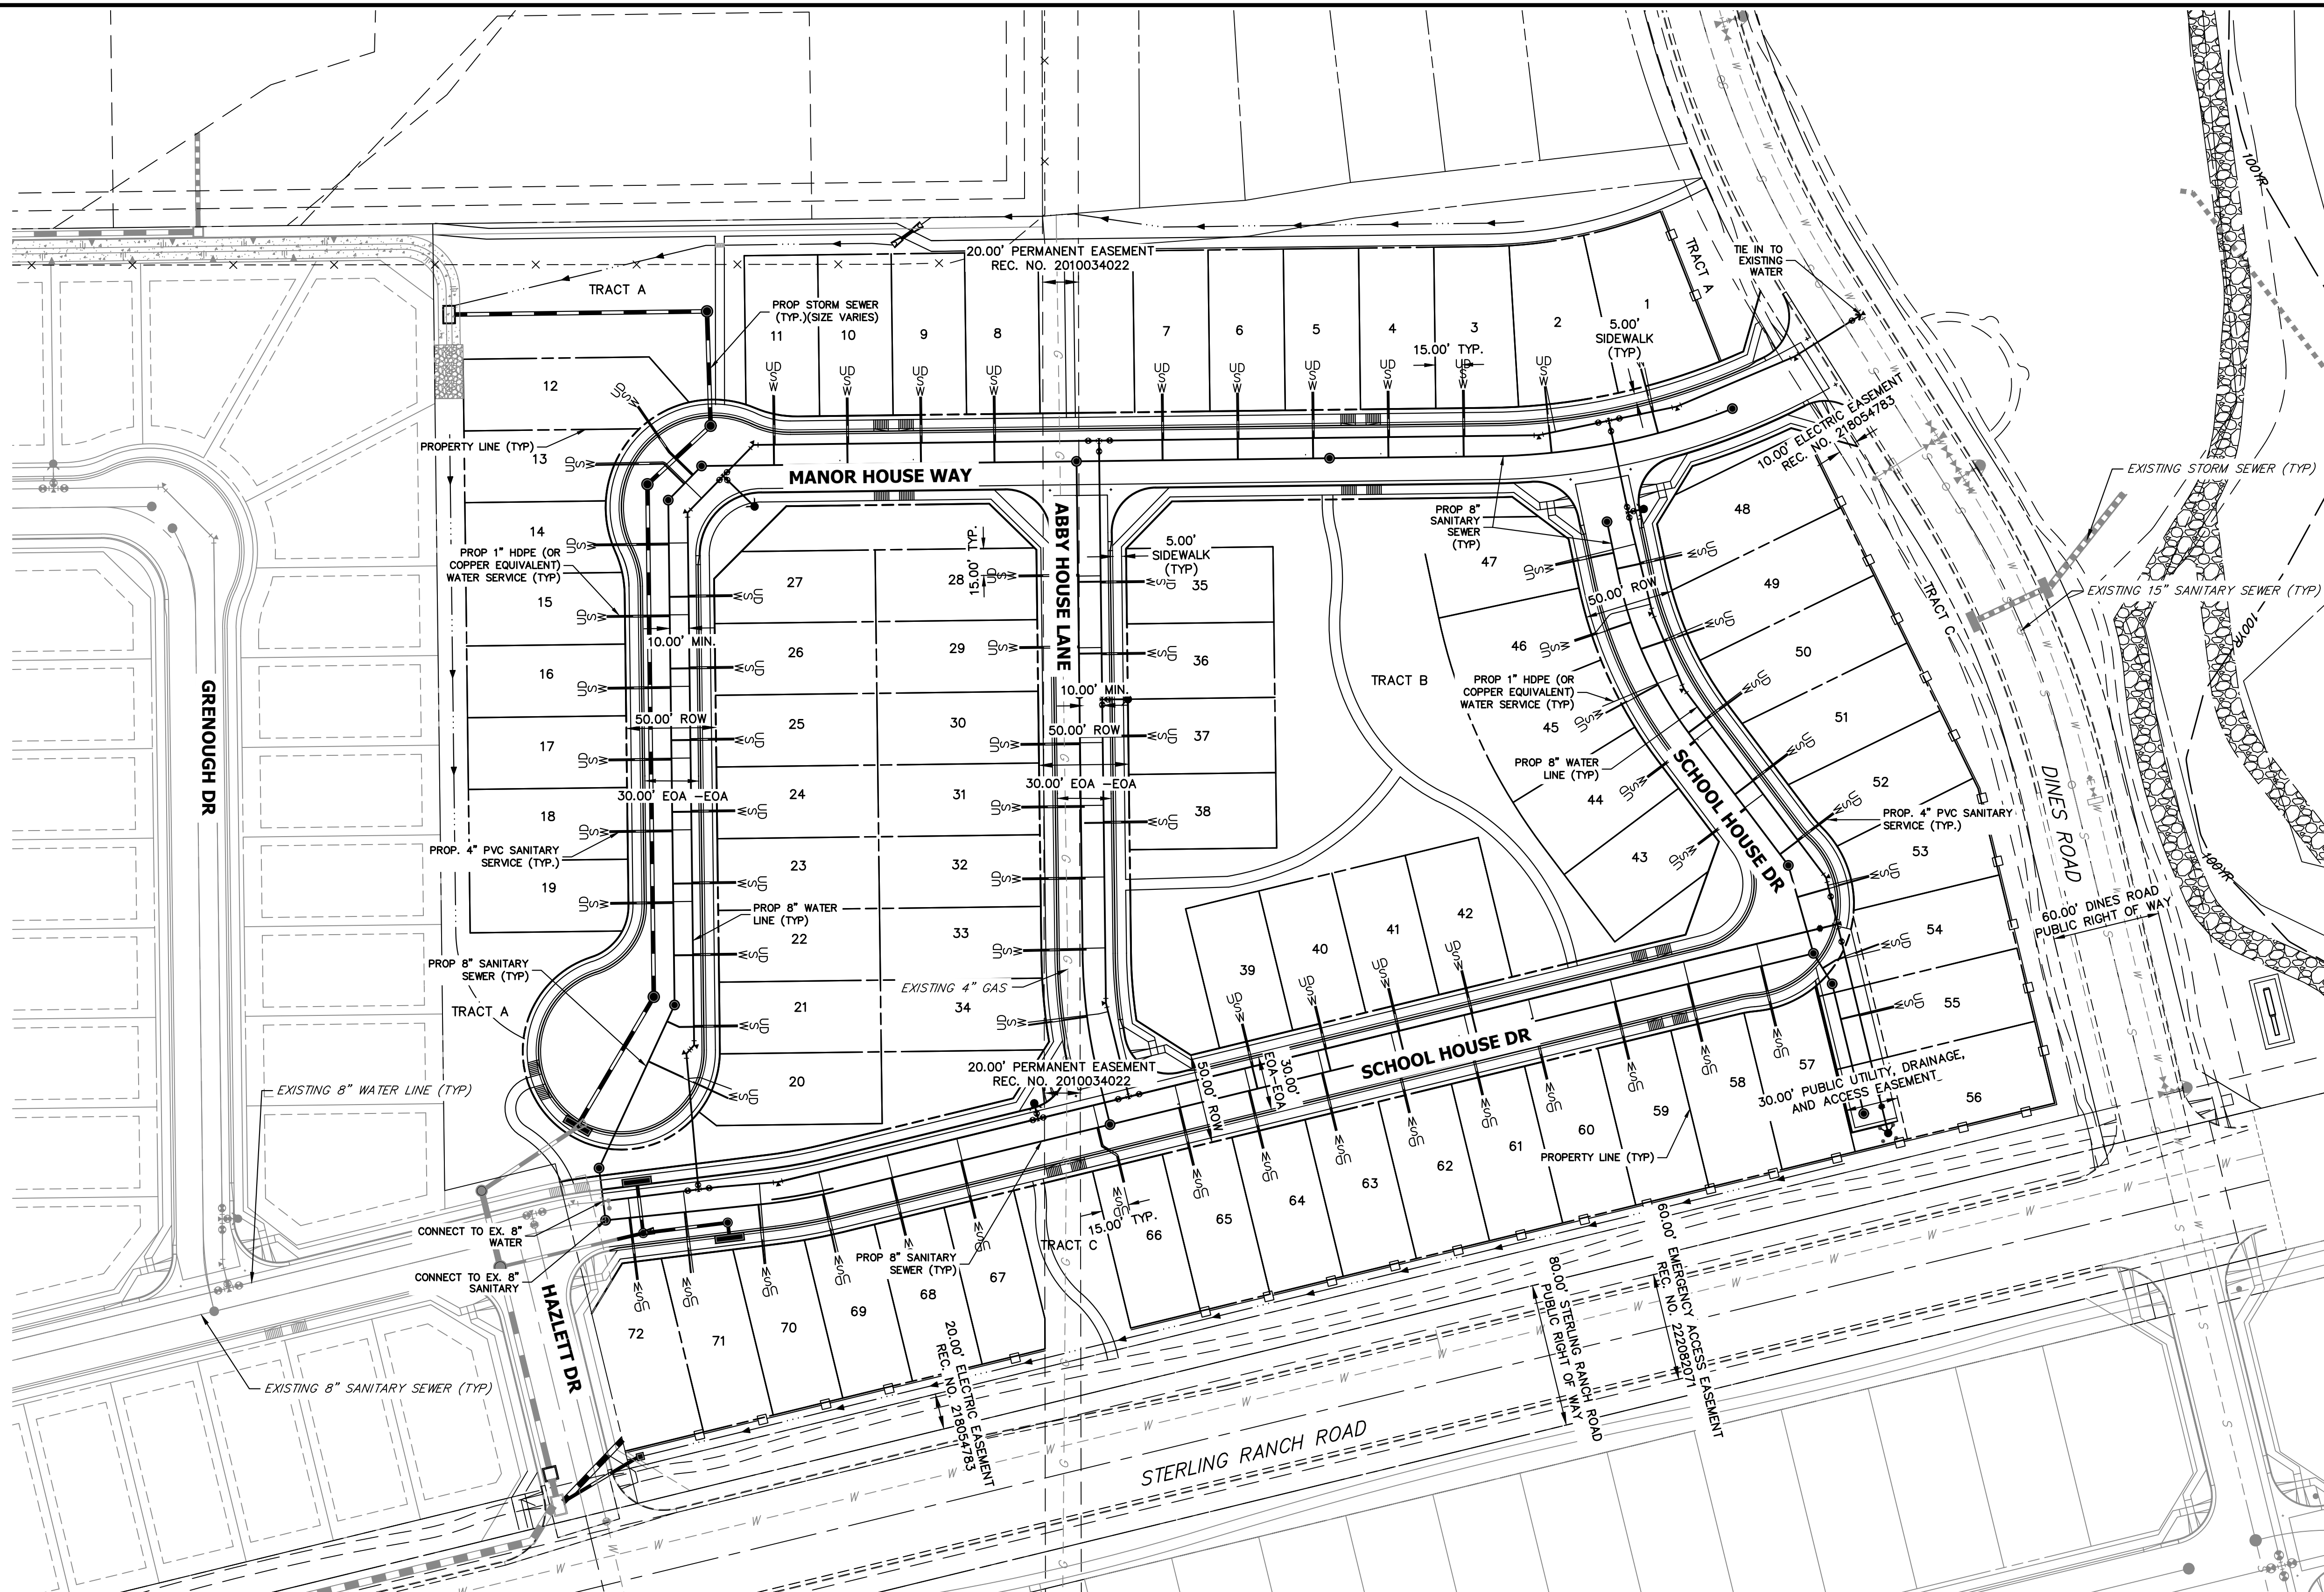 100YR
20.00' PERMANENT EASEMENT
REC. NO. 2010034022
TRACT A
TRACT A
TIE IN TO
EXISTING
WATER
PROP STORM SEWER
(TYP.)(SIZE VARIES)
11
10
9
8
7
6
5
4
3
2
1
5.00'
SIDEWALK
(TYP)
15.00' TYP.
12
PROPERTY LINE (TYP)
13
MANOR HOUSE WAY
10.00' ELECTRIC EASEMENT
REC. NO. 218054783
EXISTING STORM SEWER (TYP)
14
PROP 1" HDPE (OR
COPPER EQUIVALENT)
WATER SERVICE (TYP)
15
10.00' MIN.
27
28
15.00' TYP.
ABBY HOUSE LANE
5.00'
SIDEWALK
(TYP)
35
PROP 8"
SANITARY
SEWER
(TYP)
47
48
49
50.00' ROW
TRACT C
EXISTING 15" SANITARY SEWER (TYP)
100YR
16
26
29
36
46
50
GRENOUGH DR
50.00' ROW
10.00' MIN.
50.00' ROW
TRACT B
PROP 1" HDPE (OR
COPPER EQUIVALENT)
WATER SERVICE (TYP)
45
51
17
25
30
37
PROP 8" WATER
LINE (TYP)
SCHOOL HOUSE DR
52
30.00' EOA -EOA
30.00' EOA -EOA
18
24
31
38
44
PROP. 4" PVC SANITARY
SERVICE (TYP.)
DINES ROAD
PROP. 4" PVC SANITARY
SERVICE (TYP.)
19
23
32
43
53
100YR
PROP 8" WATER
LINE (TYP)
22
33
42
41
40
39
54
60.00' DINES ROAD
PUBLIC RIGHT OF WAY
PROP 8" SANITARY
SEWER (TYP)
TRACT A
EXISTING 4" GAS
21
34
55
20.00' PERMANENT EASEMENT
REC. NO. 2010034022
SCHOOL HOUSE DR
30.00'
EOA-EOA
50.00' ROW
EXISTING 8" WATER LINE (TYP)
20
57
58
59
60
61
62
63
64
65
66
30.00' PUBLIC UTILITY, DRAINAGE,
AND ACCESS EASEMENT
56
PROPERTY LINE (TYP)
15.00' TYP.
TRACT C
CONNECT TO EX. 8"
WATER
CONNECT TO EX. 8"
SANITARY
PROP 8" SANITARY
SEWER (TYP)
67
68
69
70
71
72
HAZLETT DR
EXISTING 8" SANITARY SEWER (TYP)
20.00' ELECTRIC EASEMENT
REC. NO. 218054783
80.00' STERLING RANCH ROAD
PUBLIC RIGHT OF WAY
60.00' EMERGENCY ACCESS EASEMENT
REC. NO. 222082071
STERLING RANCH ROAD